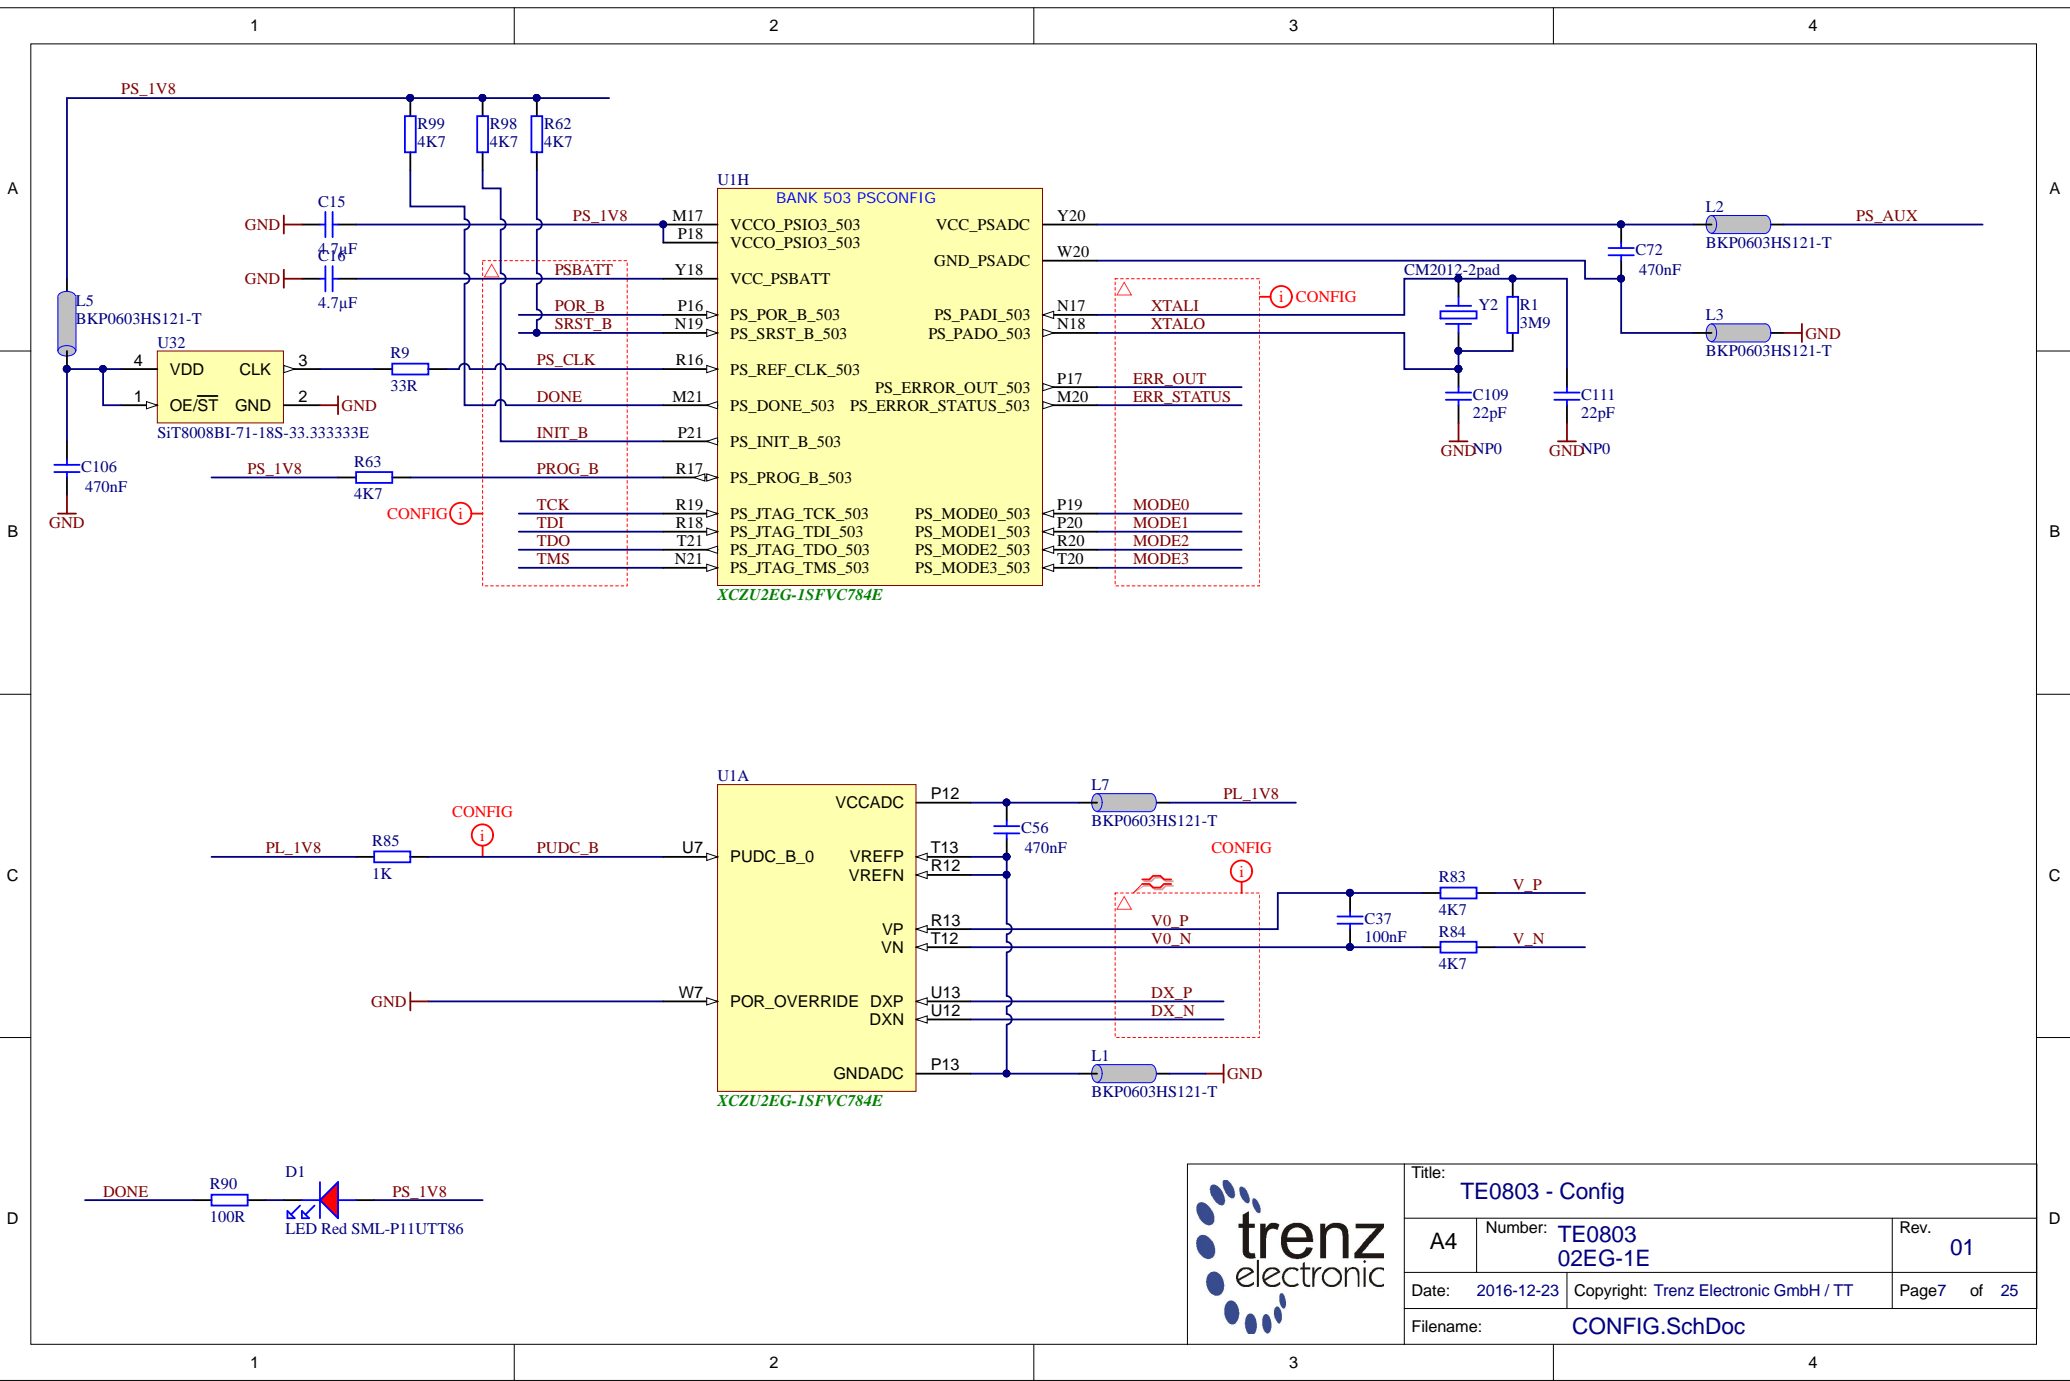 1 2 3 4
A
B
C
D
PS_1V8
R99
4K7
R98
4K7
R62
4K7
C15
GND
4.7µF
PS_1V8
C16
GND
4.7µF
PSBATT
POR_B
SRST_B
PS_CLK
DONE
INIT_B
PROG_B
TCK
TDI
TDO
TMS
CONFIG
i
L5
BKP0603HS121-T
U32
4 VDD CLK 3
1 OE/ST GND 2
GND
SiT8008BI-71-18S-33.333333E
R9
33R
C106
470nF
GND
PS_1V8
R63
4K7
U1H
BANK 503 PSCONFIG
M17 VCCO_PSIO3_503
P18 VCCO_PSIO3_503
Y18 VCC_PSBATT
P16 PS_POR_B_503
N19 PS_SRST_B_503
R16 PS_REF_CLK_503
M21 PS_DONE_503
P21 PS_INIT_B_503
R17 PS_PROG_B_503
R19 PS_JTAG_TCK_503
R18 PS_JTAG_TDI_503
T21 PS_JTAG_TDO_503
N21 PS_JTAG_TMS_503
VCC_PSADC Y20
GND_PSADC W20
PS_PADI_503 N17
PS_PADO_503 N18
PS_ERROR_OUT_503 P17
PS_ERROR_STATUS_503 M20
PS_MODE0_503 P19
PS_MODE1_503 P20
PS_MODE2_503 R20
PS_MODE3_503 T20
XCZU2EG-1SFVC784E
XTALI
XTALO
ERR_OUT
ERR_STATUS
MODE0
MODE1
MODE2
MODE3
i CONFIG
CM2012-2pad
Y2
R1
3M9
C109
22pF
GND NP0
C111
22pF
GND NP0
C72
470nF
L2
BKP0603HS121-T
PS_AUX
L3
BKP0603HS121-T
GND
PL_1V8
R85
1K
CONFIG
i
PUDC_B
GND
U1A
U7 PUDC_B_0
W7 POR_OVERRIDE
VCCADC P12
VREFP T13
VREFN R12
VP R13
VN T12
DXP U13
DXN U12
GNDADC P13
XCZU2EG-1SFVC784E
L7
BKP0603HS121-T
PL_1V8
C56
470nF
CONFIG
i
V0_P
V0_N
DX_P
DX_N
L1
BKP0603HS121-T
GND
C37
100nF
R83
4K7
V_P
R84
4K7
V_N
DONE
R90
100R
D1
LED Red SML-P11UTT86
PS_1V8
trenz
electronic
Title:
TE0803 - Config
A4
Number: TE0803
02EG-1E
Rev.
01
Date: 2016-12-23
Copyright: Trenz Electronic GmbH / TT
Page7 of 25
Filename: CONFIG.SchDoc
A
B
C
D
1 2 3 4